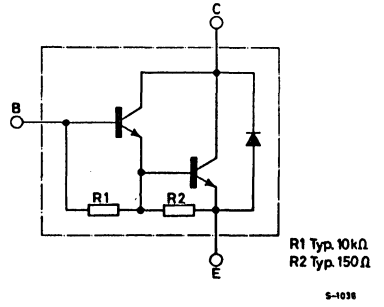 C
B
R1 R2
E
R1 Typ. 10kΩ
R2 Typ. 150Ω
S-1036